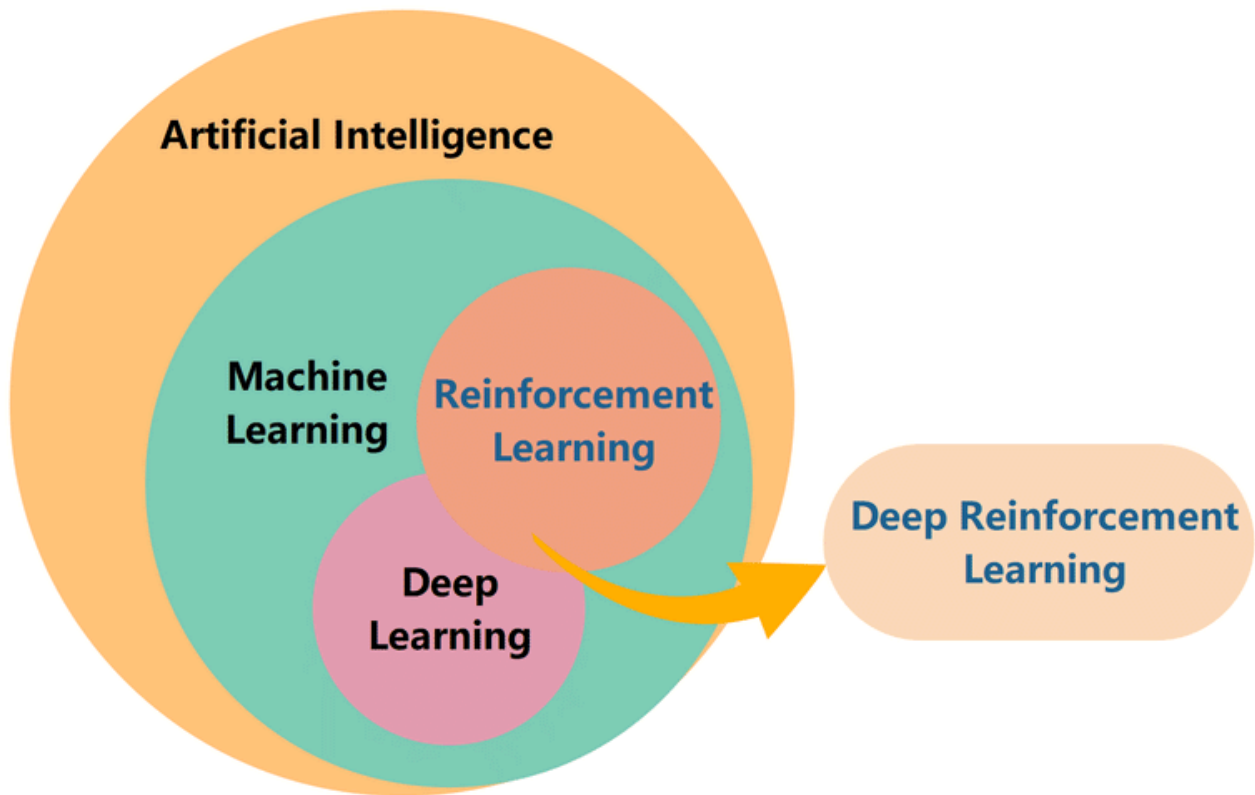 Artificial Intelligence
Machine
Learning
Reinforcement
Learning
Deep
Learning
Deep Reinforcement
Learning